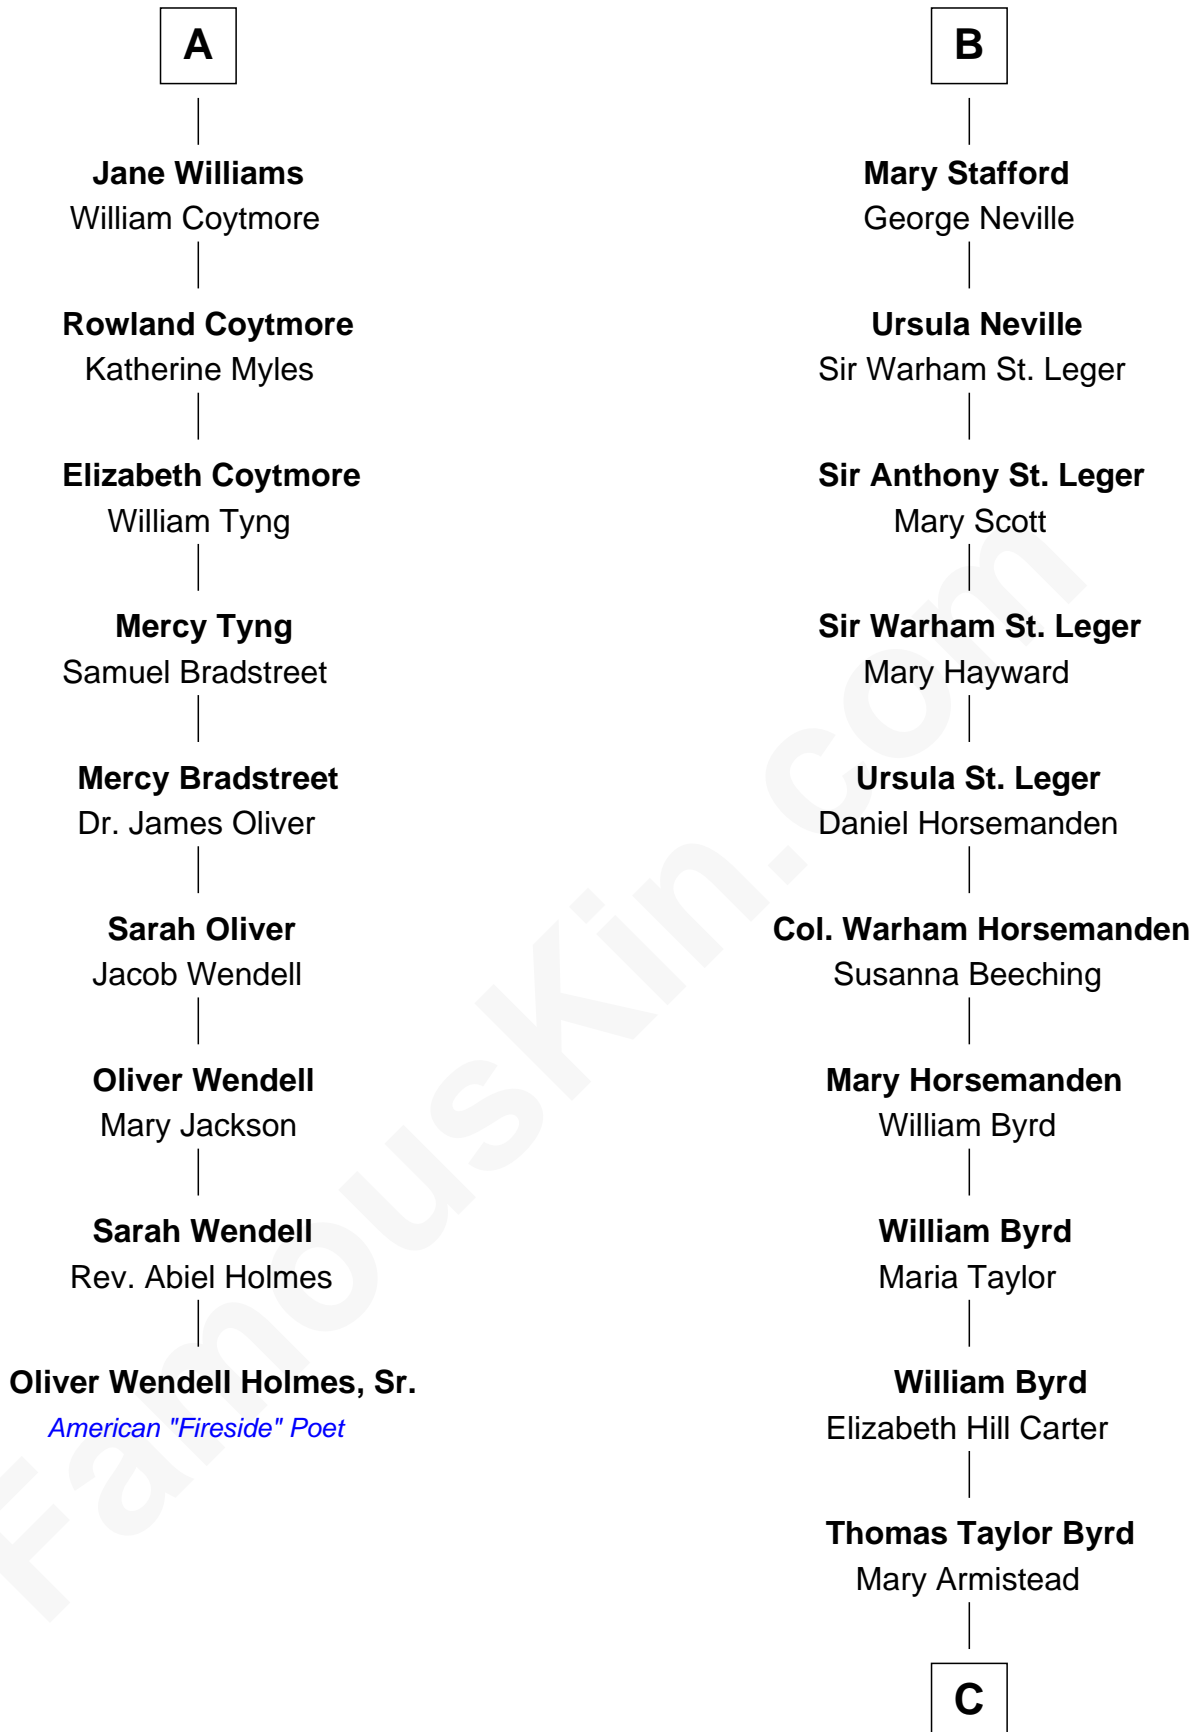 A
Jane Williams
William Coytmore
Rowland Coytmore
Katherine Myles
Elizabeth Coytmore
William Tyng
Mercy Tyng
Samuel Bradstreet
Mercy Bradstreet
Dr. James Oliver
Sarah Oliver
Jacob Wendell
Oliver Wendell
Mary Jackson
Sarah Wendell
Rev. Abiel Holmes
Oliver Wendell Holmes, Sr.
American "Fireside" Poet
B
Mary Stafford
George Neville
Ursula Neville
Sir Warham St. Leger
Sir Anthony St. Leger
Mary Scott
Sir Warham St. Leger
Mary Hayward
Ursula St. Leger
Daniel Horsemanden
Col. Warham Horsemanden
Susanna Beeching
Mary Horsemanden
William Byrd
William Byrd
Maria Taylor
William Byrd
Elizabeth Hill Carter
Thomas Taylor Byrd
Mary Armistead
C
FamousKin.com